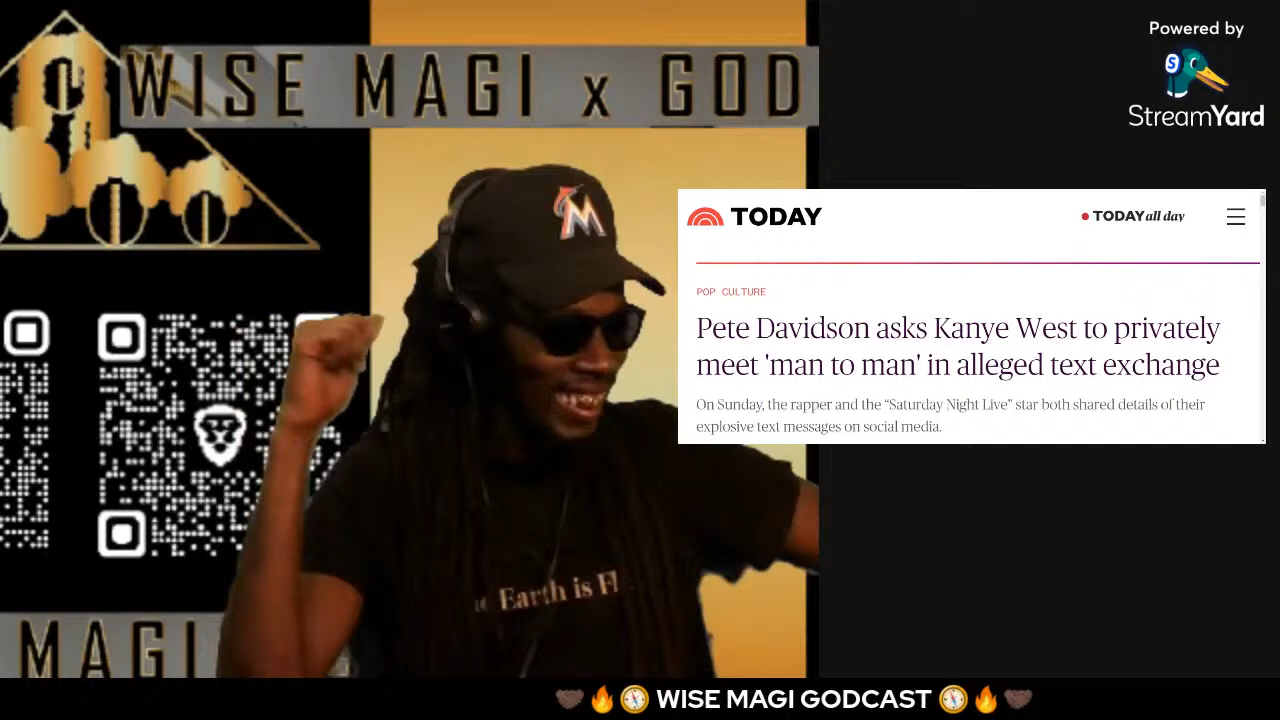 WISE MAGI x GOD
Powered by
StreamYard
TODAY
TODAY all day
POP CULTURE
Pete Davidson asks Kanye West to privately
meet 'man to man' in alleged text exchange
On Sunday, the rapper and the “Saturday Night Live” star both shared details of their
explosive text messages on social media.
Earth is Fl
MAGI
WISE MAGI GODCAST